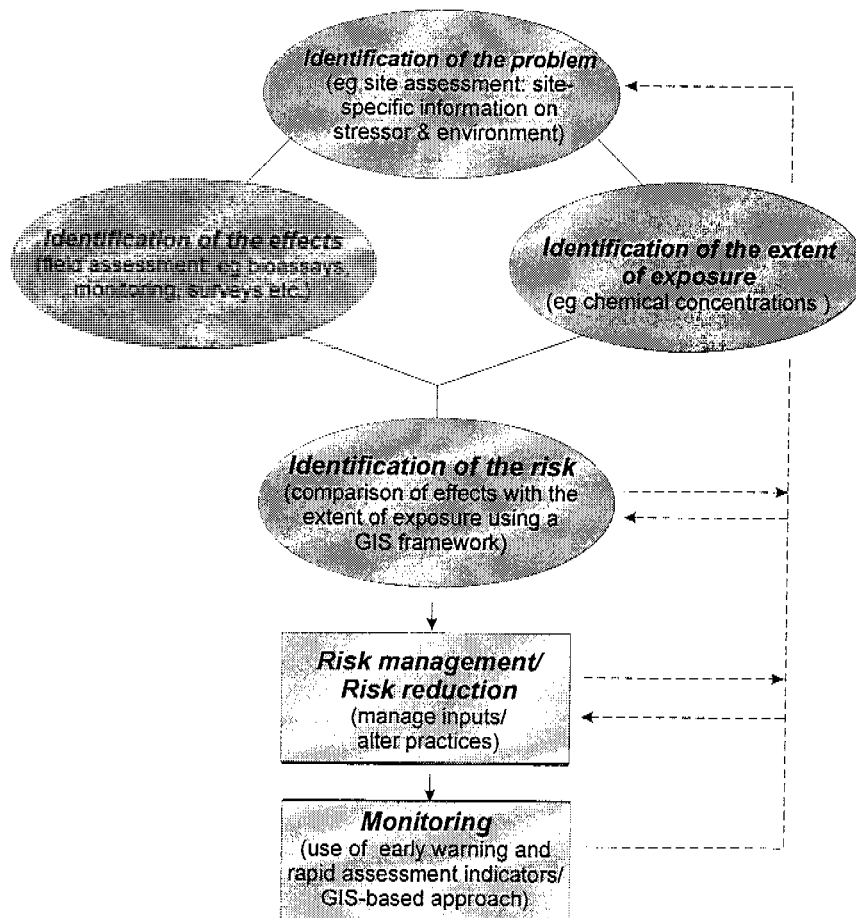 Identification of the problem
(eg site assessment: site-
specific information on
stressor & environment)
Identification of the effects
(field assessment: eg bioassays,
monitoring, surveys etc.)
Identification of the extent
of exposure
(eg chemical concentrations )
Identification of the risk
(comparison of effects with the
extent of exposure using a
GIS framework)
Risk management/
Risk reduction
(manage inputs/
alter practices)
Monitoring
(use of early warning and
rapid assessment indicators/
GIS-based approach)